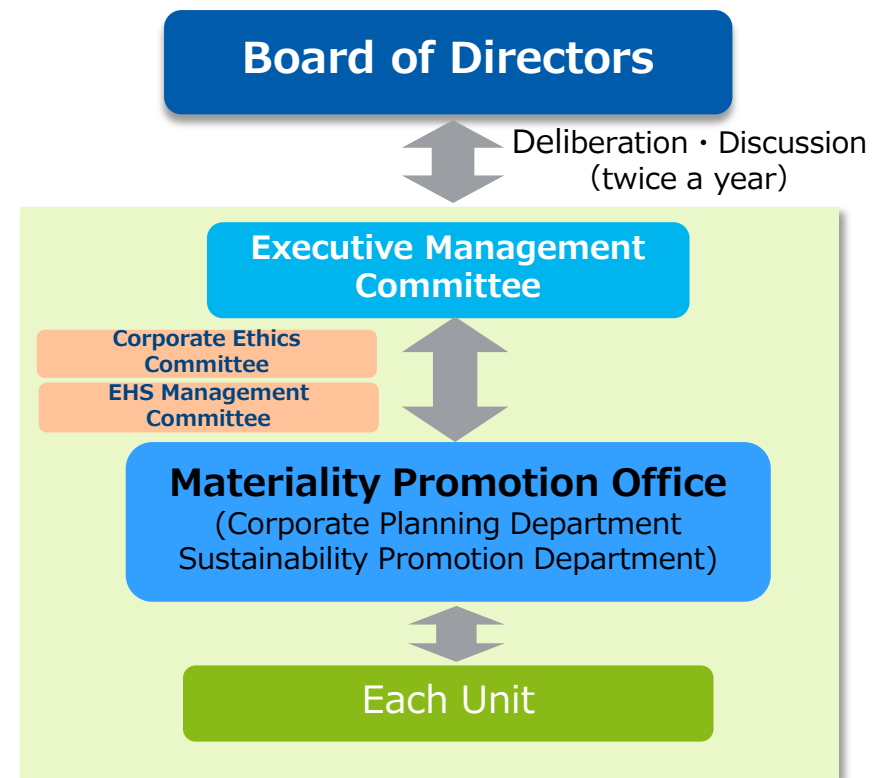 Board of Directors
Deliberation・Discussion
（twice a year）
Executive Management
Committee
Corporate Ethics
Committee
EHS Management
Committee
Materiality Promotion Office
(Corporate Planning Department
Sustainability Promotion Department)
Each Unit